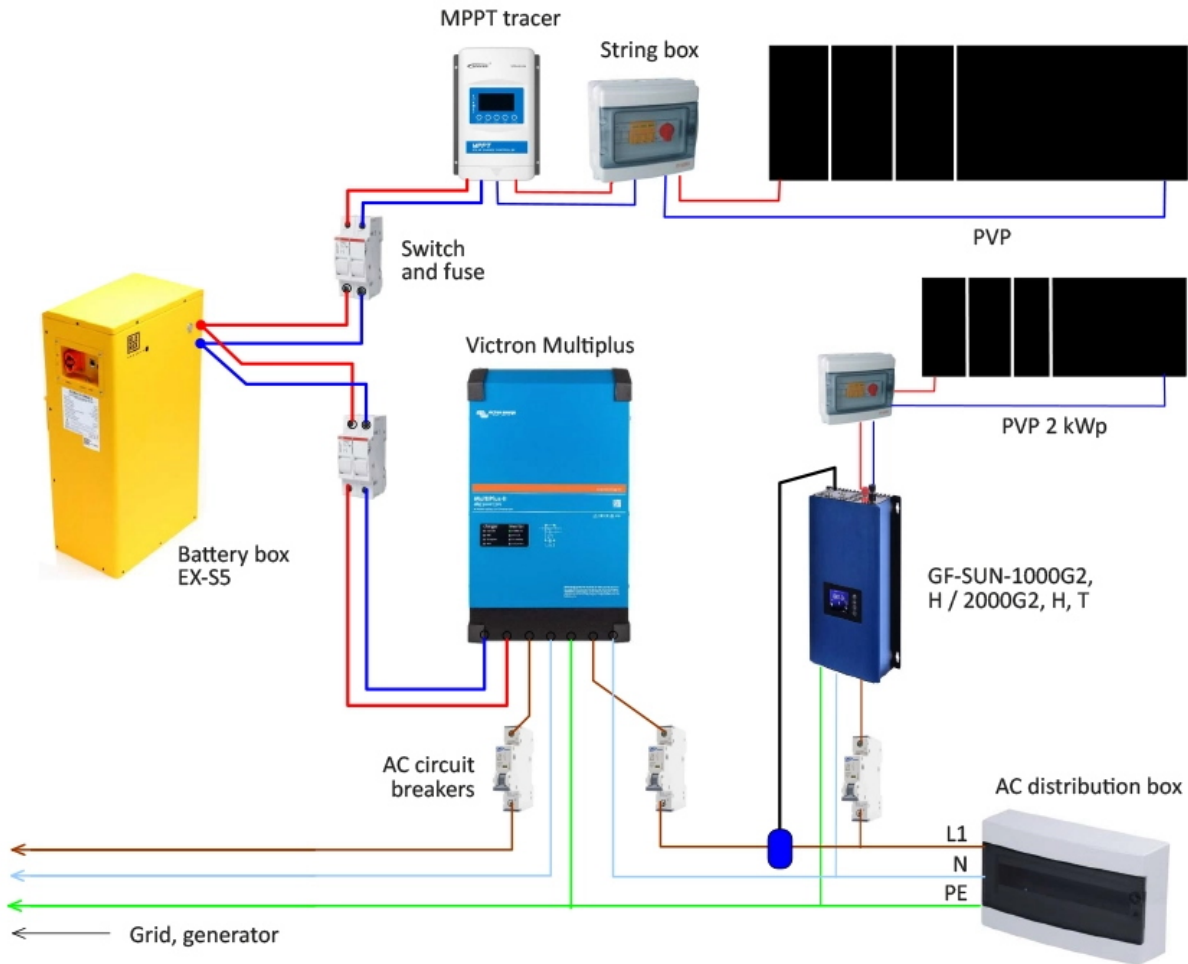 MPPT tracer
String box
PVP
Switch
and fuse
MPPT
Victron Multiplus
PVP 2 kWp
Battery box
EX-S5
GF-SUN-1000G2,
H / 2000G2, H, T
AC circuit
breakers
AC distribution box
L1
N
PE
Grid, generator